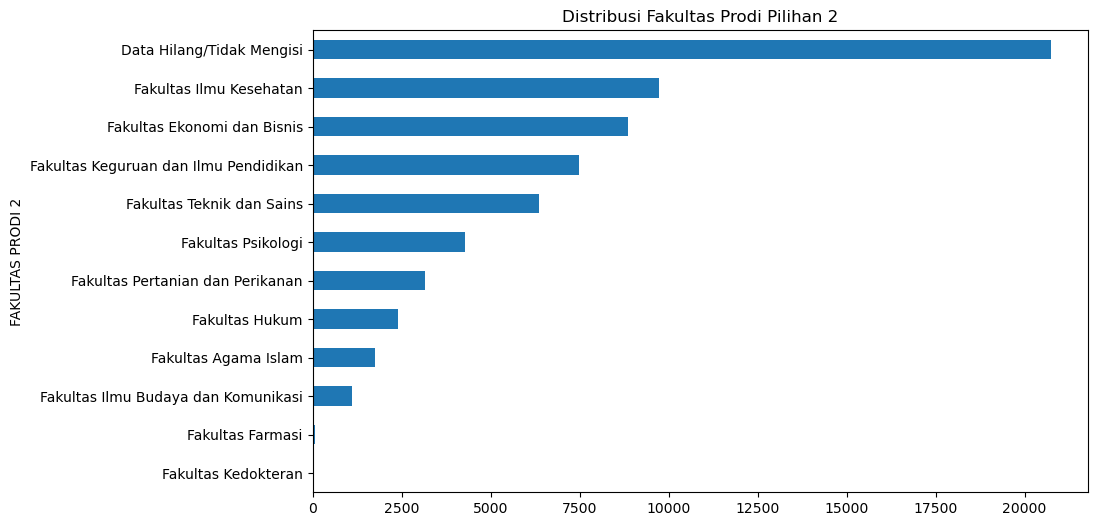 Distribusi Fakultas Prodi Pilihan 2
FAKULTAS PRODI 2
Data Hilang/Tidak Mengisi
Fakultas Ilmu Kesehatan
Fakultas Ekonomi dan Bisnis
Fakultas Keguruan dan Ilmu Pendidikan
Fakultas Teknik dan Sains
Fakultas Psikologi
Fakultas Pertanian dan Perikanan
Fakultas Hukum
Fakultas Agama Islam
Fakultas Ilmu Budaya dan Komunikasi
Fakultas Farmasi
Fakultas Kedokteran
0 2500 5000 7500 10000 12500 15000 17500 20000